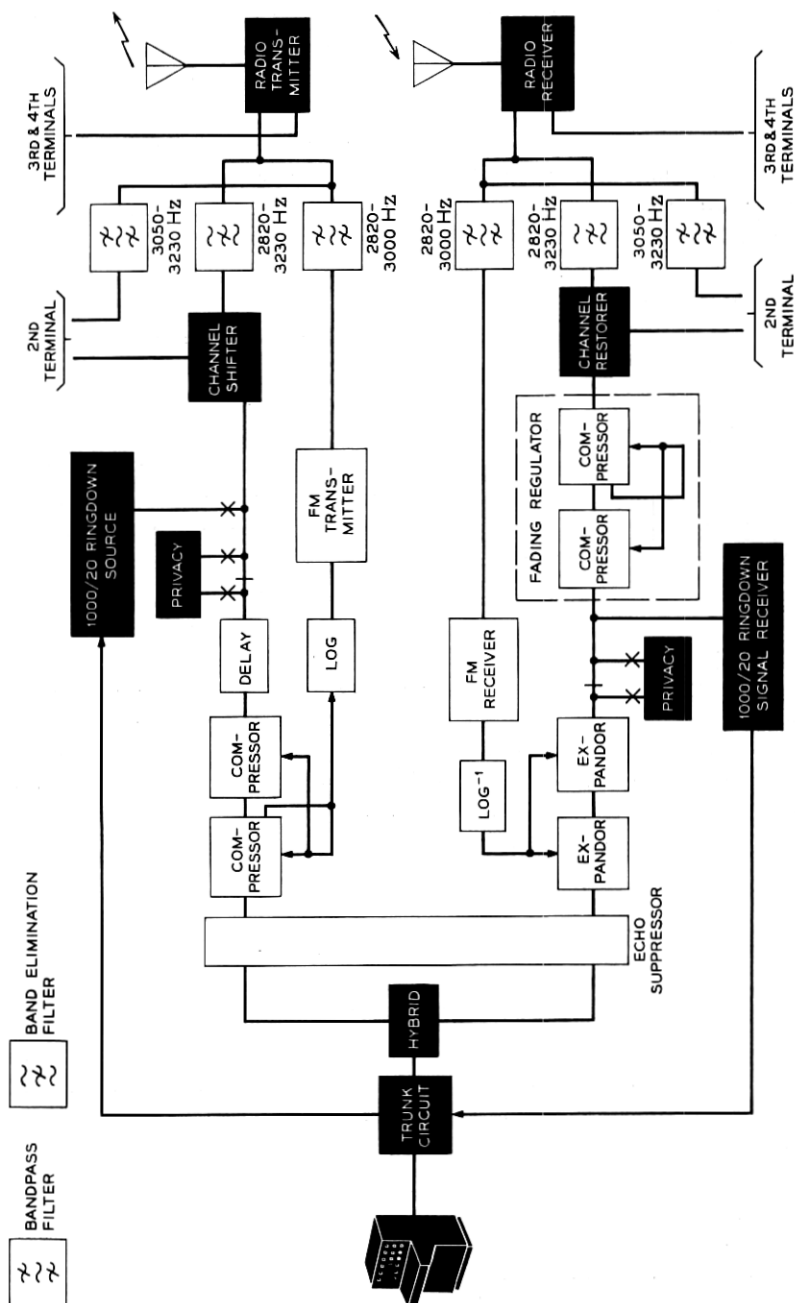 BANDPASS
FILTER
BAND ELIMINATION
FILTER
TRUNK
CIRCUIT
HYBRID
ECHO
SUPPRESSOR
1000/20 RINGDOWN
SOURCE
PRIVACY
COM-
PRESSOR
COM-
PRESSOR
DELAY
LOG
FM
TRANS-
MITTER
CHANNEL
SHIFTER
2ND
TERMINAL
3050-
3230 HZ
2820-
3230 HZ
2820-
3000 HZ
3RD & 4TH
TERMINALS
RADIO
TRANS-
MITTER
EX-
PANDOR
EX-
PANDOR
LOG-1
FM
RECEIVER
PRIVACY
1000/20 RINGDOWN
SIGNAL RECEIVER
FADING REGULATOR
COM-
PRESSOR
COM-
PRESSOR
CHANNEL
RESTORER
2820-
3000 HZ
2820-
3230 HZ
3050-
3230 HZ
2ND
TERMINAL
RADIO
RECEIVER
3RD & 4TH
TERMINALS